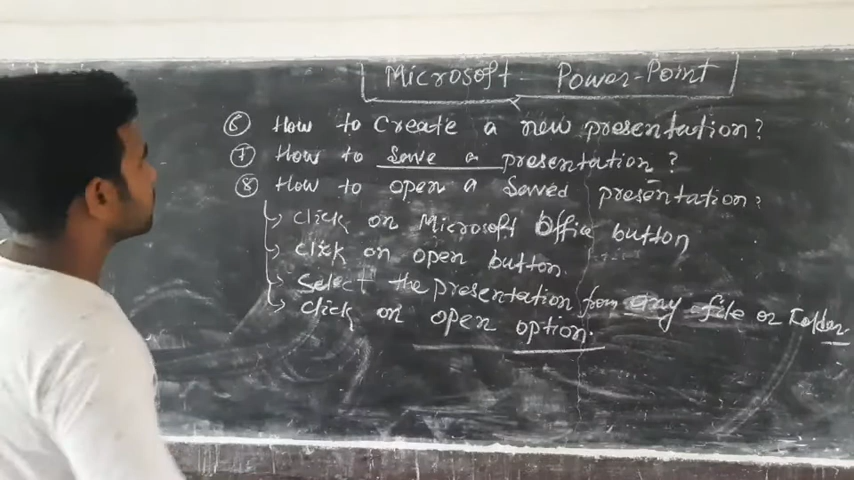 Microsoft Power-Point
⑥ How to create a new presentation?
⑦ How to Save a presentation?
⑧ How to open a Saved presentation?
↳ click on Microsoft Office button
↳ click on open button
↳ Select the presentation from any file or Folder
↳ click on open option.